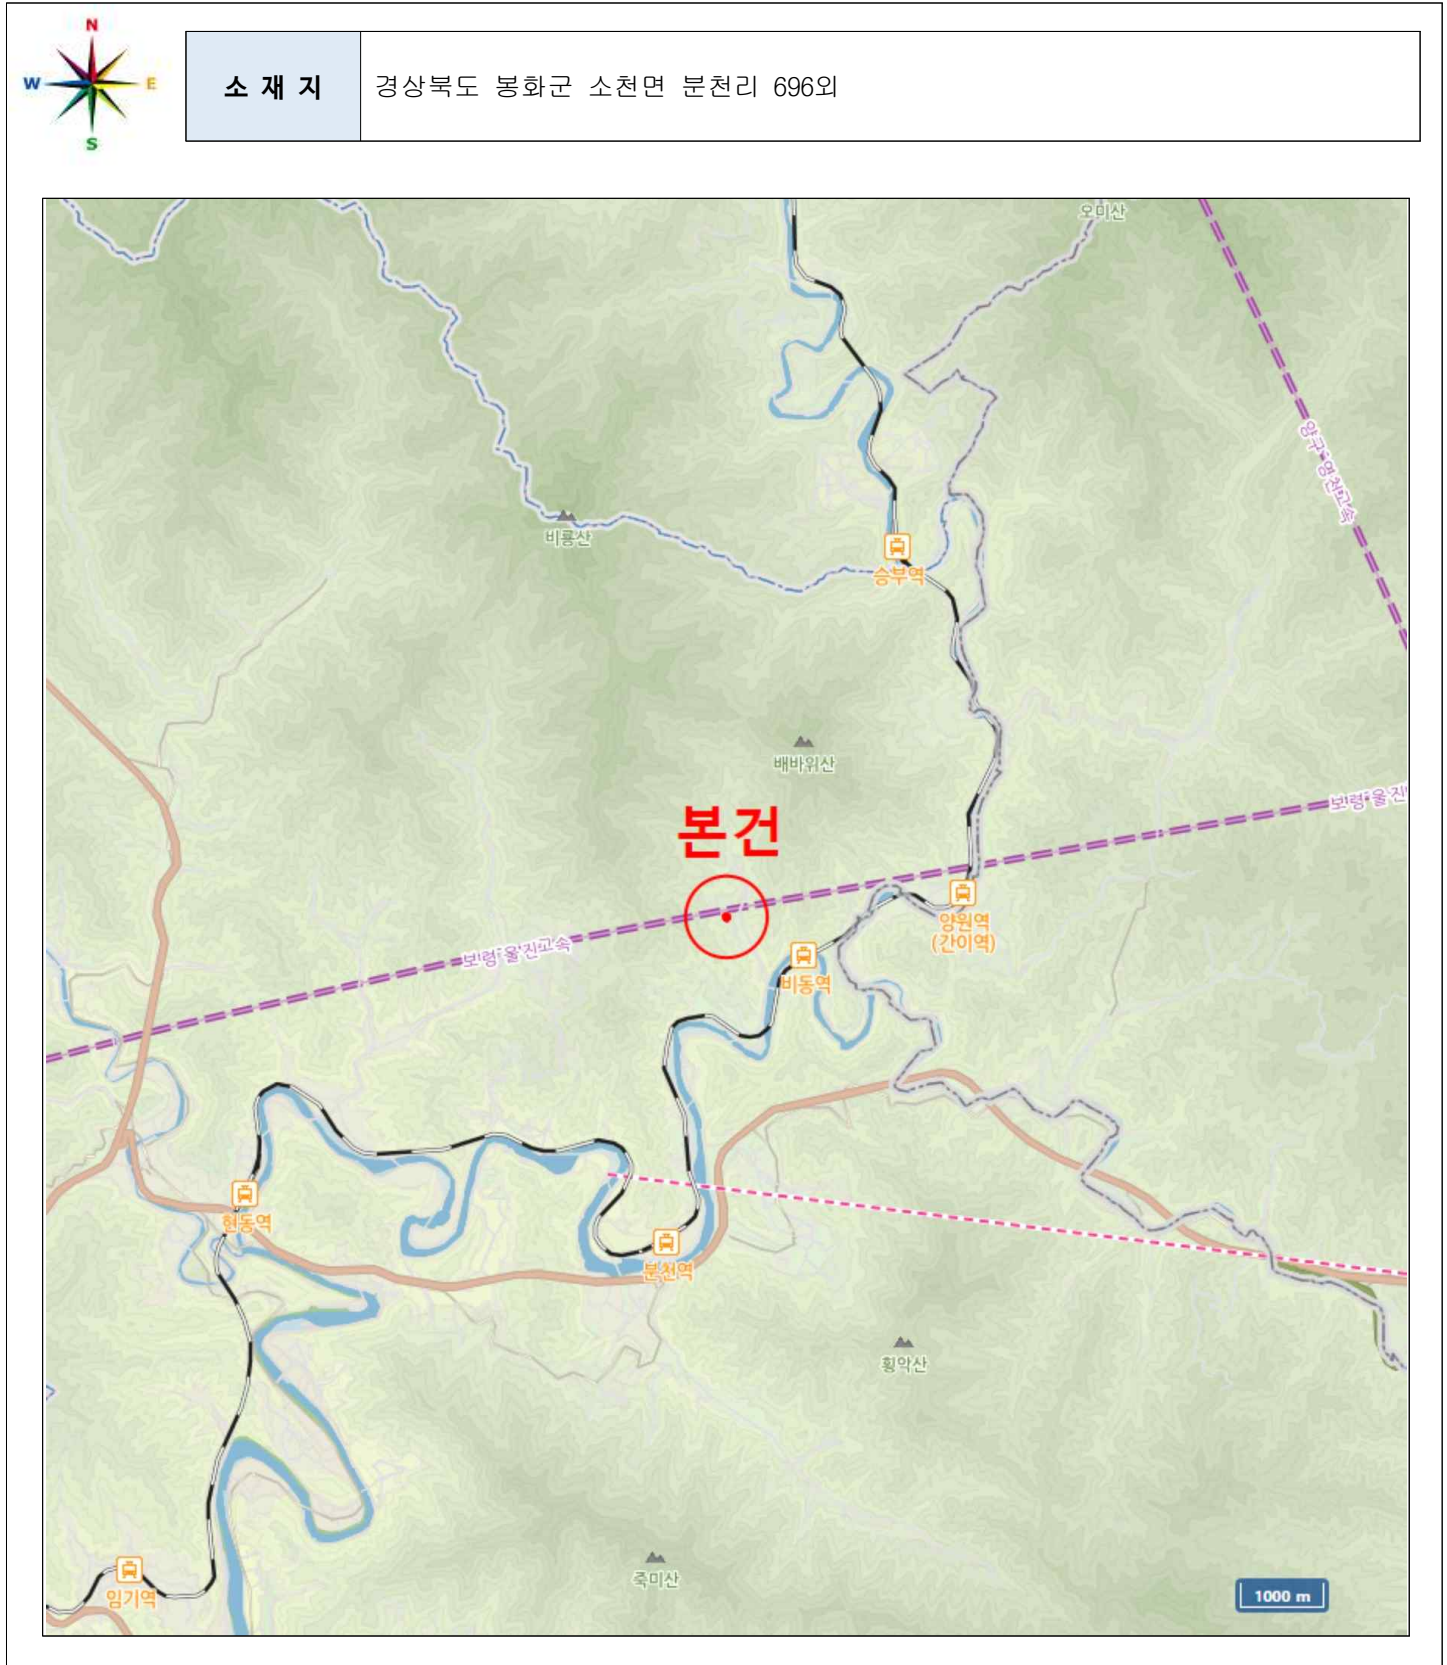 N
W
E
S
소 재 지
경상북도 봉화군 소천면 분천리 696외
오미산
양구-영천고속
비룡산
승부역
배바위산
본건
보령-울진
양원역
(간이역)
보령-울진고속
비동역
현동역
분천역
횡악산
죽미산
임기역
1000 m